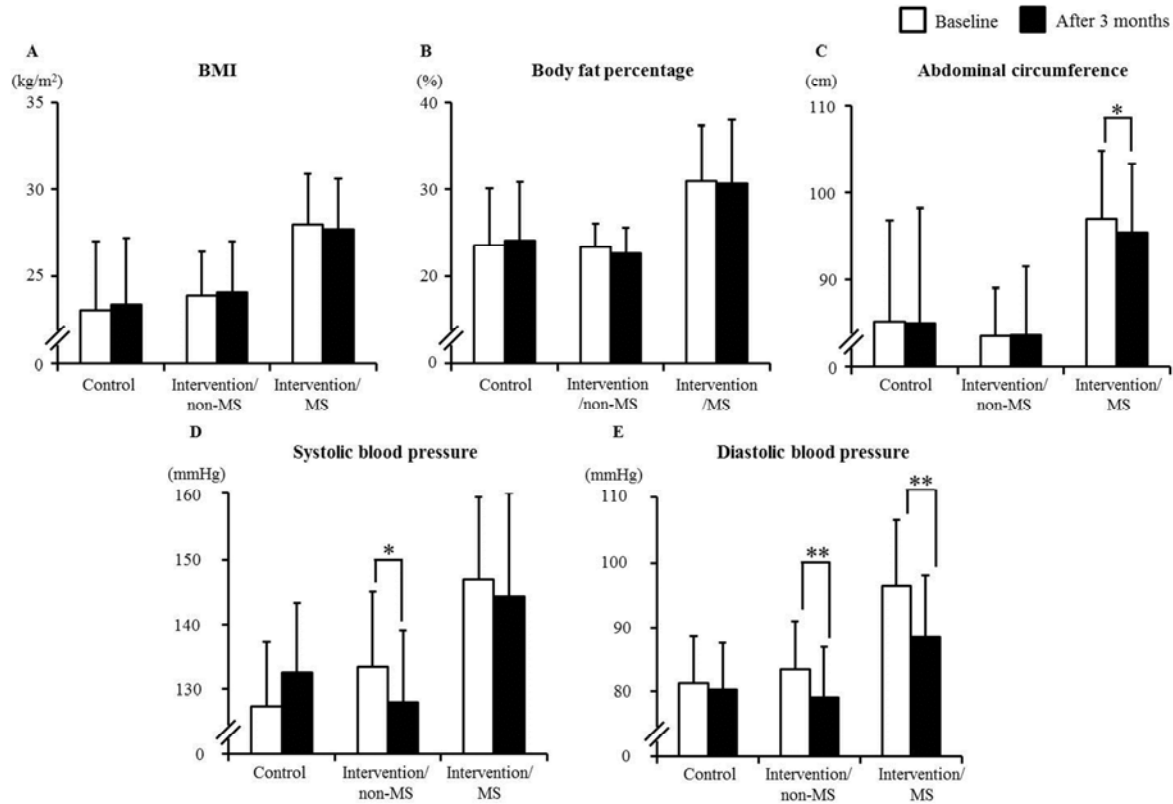 Baseline After 3 months
A
BMI
(kg/m²)
35
25
0
Control Intervention/ Intervention/
non-MS MS
B
Body fat percentage
(%)
40
30
20
0
Control Intervention Intervention
/non-MS /MS
C
Abdominal circumference
(cm)
110
100
90
0
*
Control Intervention/ Intervention/
non-MS MS
D
Systolic blood pressure
(mmHg)
160
150
140
130
0
*
Control Intervention/ Intervention/
non-MS MS
E
Diastolic blood pressure
(mmHg)
110
100
90
80
0
**
**
Control Intervention/ Intervention/
non-MS MS